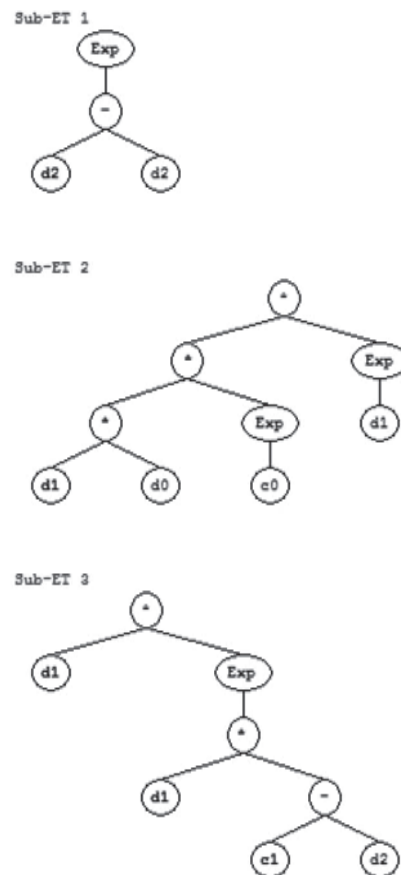 Sub-ET 1
Exp
-
d2 d2
Sub-ET 2
*
* Exp
* Exp d1
d1 d0 c0
Sub-ET 3
*
d1 Exp
*
d1 -
c1 d2